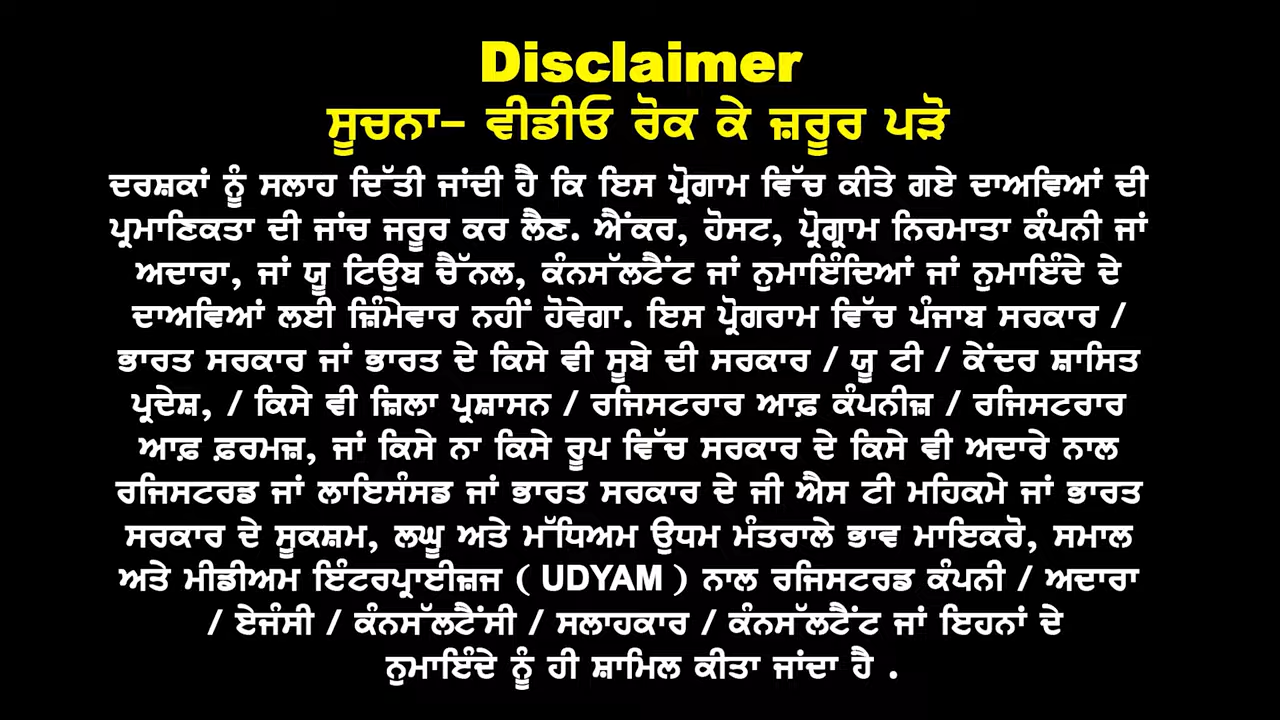 Disclaimer
ਸੂਚਨਾ- ਵੀਡੀਓ ਰੋਕ ਕੇ ਜ਼ਰੂਰ ਪੜੋ
ਦਰਸ਼ਕਾਂ ਨੂੰ ਸਲਾਹ ਦਿੱਤੀ ਜਾਂਦੀ ਹੈ ਕਿ ਇਸ ਪ੍ਰੋਗਾਮ ਵਿੱਚ ਕੀਤੇ ਗਏ ਦਾਅਵਿਆਂ ਦੀ
ਪ੍ਰਮਾਣਿਕਤਾ ਦੀ ਜਾਂਚ ਜਰੂਰ ਕਰ ਲੈਣ. ਐਂਕਰ, ਹੋਸਟ, ਪ੍ਰੋਗ੍ਰਾਮ ਨਿਰਮਾਤਾ ਕੰਪਨੀ ਜਾਂ
ਅਦਾਰਾ, ਜਾਂ ਯੂ ਟਿਊਬ ਚੈੱਨਲ, ਕੰਨਸੱਲਟੈਂਟ ਜਾਂ ਨੁਮਾਇੰਦਿਆਂ ਜਾਂ ਨੁਮਾਇੰਦੇ ਦੇ
ਦਾਅਵਿਆਂ ਲਈ ਜ਼ਿੰਮੇਵਾਰ ਨਹੀਂ ਹੋਵੇਗਾ. ਇਸ ਪ੍ਰੋਗਰਾਮ ਵਿੱਚ ਪੰਜਾਬ ਸਰਕਾਰ /
ਭਾਰਤ ਸਰਕਾਰ ਜਾਂ ਭਾਰਤ ਦੇ ਕਿਸੇ ਵੀ ਸੂਬੇ ਦੀ ਸਰਕਾਰ / ਯੂ ਟੀ / ਕੇਂਦਰ ਸ਼ਾਸਿਤ
ਪ੍ਰਦੇਸ਼, / ਕਿਸੇ ਵੀ ਜ਼ਿਲਾ ਪ੍ਰਸ਼ਾਸਨ / ਰਜਿਸਟਰਾਰ ਆਫ਼ ਕੰਪਨੀਜ਼ / ਰਜਿਸਟਰਾਰ
ਆਫ਼ ਫ਼ਰਮਜ਼, ਜਾਂ ਕਿਸੇ ਨਾ ਕਿਸੇ ਰੂਪ ਵਿੱਚ ਸਰਕਾਰ ਦੇ ਕਿਸੇ ਵੀ ਅਦਾਰੇ ਨਾਲ
ਰਜਿਸਟਰਡ ਜਾਂ ਲਾਇਸੰਸਡ ਜਾਂ ਭਾਰਤ ਸਰਕਾਰ ਦੇ ਜੀ ਐਸ ਟੀ ਮਹਿਕਮੇ ਜਾਂ ਭਾਰਤ
ਸਰਕਾਰ ਦੇ ਸੂਕਸ਼ਮ, ਲਘੂ ਅਤੇ ਮੱਧਿਅਮ ਉਧਮ ਮੰਤਰਾਲੇ ਭਾਵ ਮਾਇਕਰੋ, ਸਮਾਲ
ਅਤੇ ਮੀਡੀਅਮ ਇੰਟਰਪ੍ਰਾਈਜ਼ਜ ( UDYAM ) ਨਾਲ ਰਜਿਸਟਰਡ ਕੰਪਨੀ / ਅਦਾਰਾ
/ ਏਜੰਸੀ / ਕੰਨਸੱਲਟੈਂਸੀ / ਸਲਾਹਕਾਰ / ਕੰਨਸੱਲਟੈਂਟ ਜਾਂ ਇਹਨਾਂ ਦੇ
ਨੁਮਾਇੰਦੇ ਨੂੰ ਹੀ ਸ਼ਾਮਿਲ ਕੀਤਾ ਜਾਂਦਾ ਹੈ .